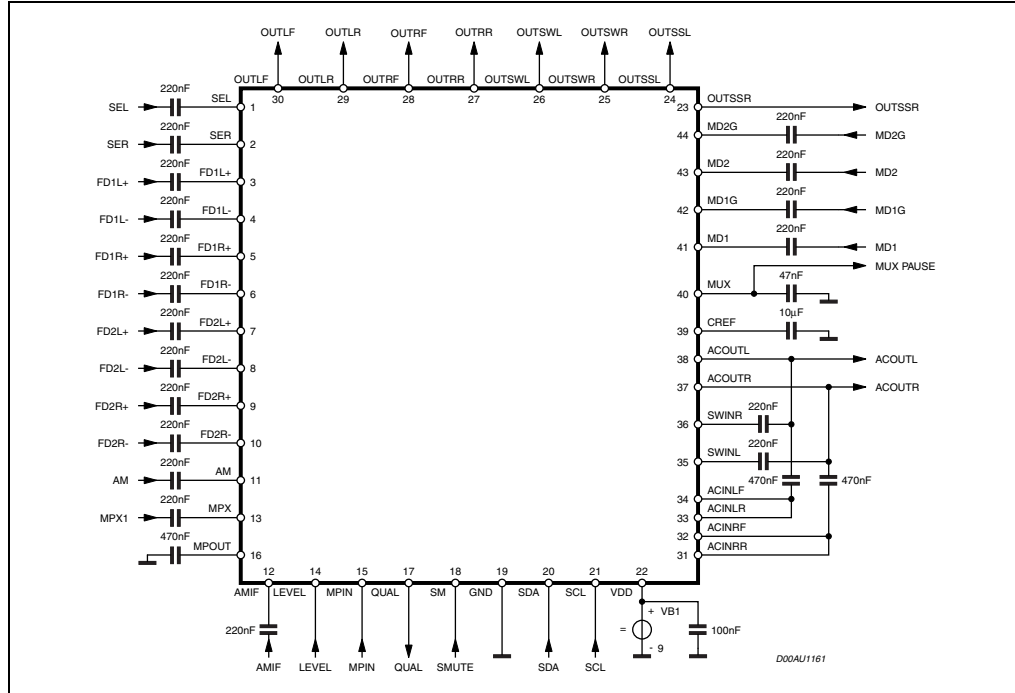 OUTLF OUTLR OUTRF OUTRR OUTSWL OUTSWR OUTSSL
OUTLF OUTLR OUTRF OUTRR OUTSWL OUTSWR OUTSSL
30 29 28 27 26 25 24
220nF
SEL SEL 1
220nF
SER SER 2
220nF
FD1L+ FD1L+ 3
220nF
FD1L- FD1L- 4
220nF
FD1R+ FD1R+ 5
220nF
FD1R- FD1R- 6
220nF
FD2L+ FD2L+ 7
220nF
FD2L- FD2L- 8
220nF
FD2R+ FD2R+ 9
220nF
FD2R- FD2R- 10
220nF
AM AM 11
220nF
MPX1 MPX 13
470nF
MPOUT 16
23 OUTSSR OUTSSR
220nF
44 MD2G MD2G
220nF
43 MD2 MD2
220nF
42 MD1G MD1G
220nF
41 MD1 MD1
MUX PAUSE
47nF
40 MUX
10µF
39 CREF
38 ACOUTL ACOUTL
37 ACOUTR ACOUTR
220nF
36 SWINR
220nF
35 SWINL
470nF 470nF
34 ACINLF
33 ACINLR
32 ACINRF
31 ACINRR
12 14 15 17 18 19 20 21 22
AMIF LEVEL MPIN QUAL SM GND SDA SCL VDD
220nF
+ VB1
=
- 9
100nF
AMIF LEVEL MPIN QUAL SMUTE SDA SCL
D00AU1161